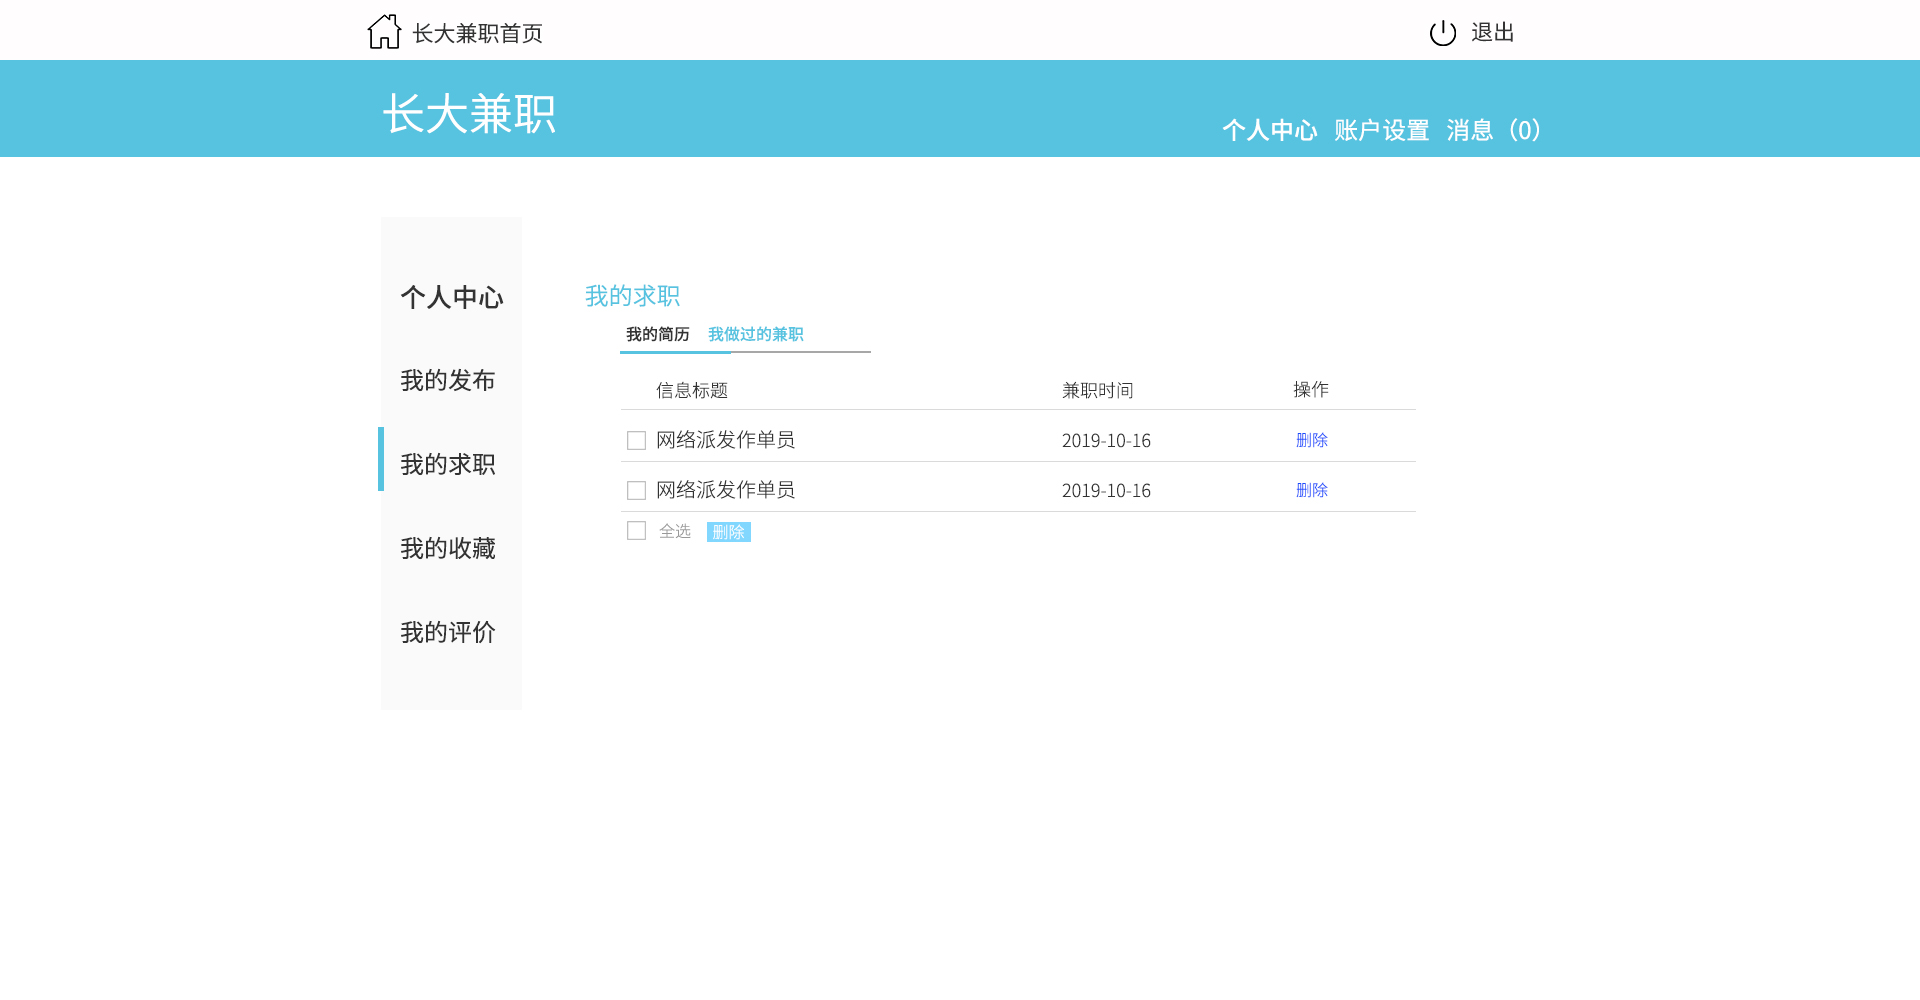 长大兼职首页 退出
长大兼职
个人中心 账户设置 消息（0）
个人中心
我的发布
我的求职
我的收藏
我的评价
我的求职
我的简历 我做过的兼职
信息标题 兼职时间 操作
网络派发作单员 2019-10-16 删除
网络派发作单员 2019-10-16 删除
全选 删除